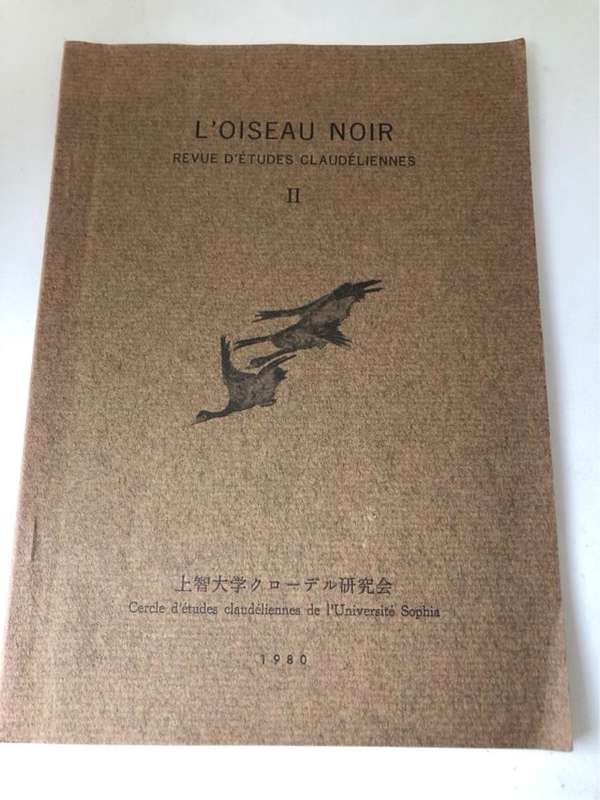 L'OISEAU NOIR
REVUE D'ÉTUDES CLAUDÉLIENNES
II
上智大学クローデル研究会
Cercle d'études claudéliennes de l'Université Sophia
1980